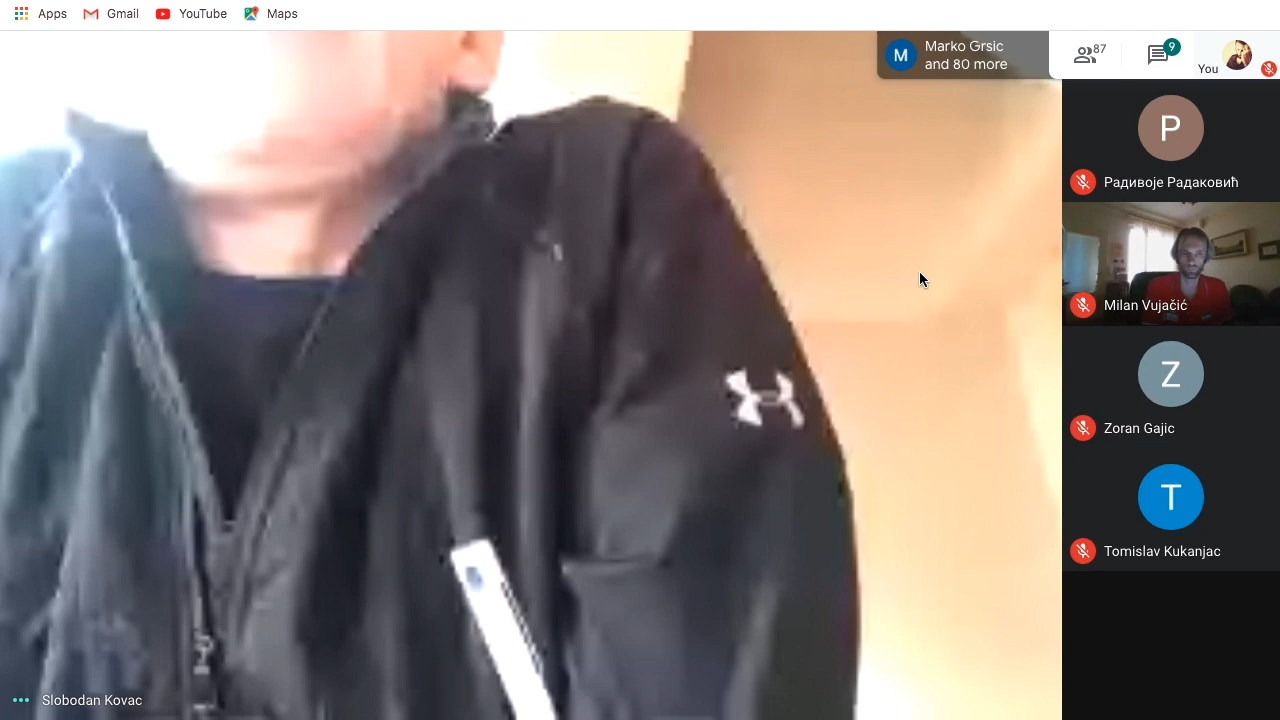 Apps Gmail YouTube Maps
M Marko Grsic
and 80 more
87
9
You
P
Радивоје Радаковић
Milan Vujačić
Z
Zoran Gajic
T
Tomislav Kukanjac
Slobodan Kovac